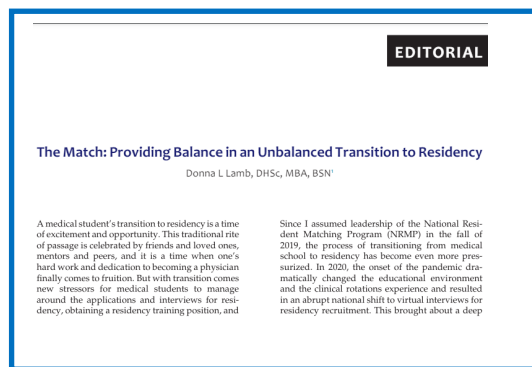 EDITORIAL
The Match: Providing Balance in an Unbalanced Transition to Residency
Donna L Lamb, DHSc, MBA, BSN¹
A medical student's transition to residency is a time
of excitement and opportunity. This traditional rite
of passage is celebrated by friends and loved ones,
mentors and peers, and it is a time when one's
hard work and dedication to becoming a physician
finally comes to fruition. But with transition comes
new stressors for medical students to manage
around the applications and interviews for resi-
dency, obtaining a residency training position, and
Since I assumed leadership of the National Resi-
dent Matching Program (NRMP) in the fall of
2019, the process of transitioning from medical
school to residency has become even more pres-
surized. In 2020, the onset of the pandemic dra-
matically changed the educational environment
and the clinical rotations experience and resulted
in an abrupt national shift to virtual interviews for
residency recruitment. This brought about a deep